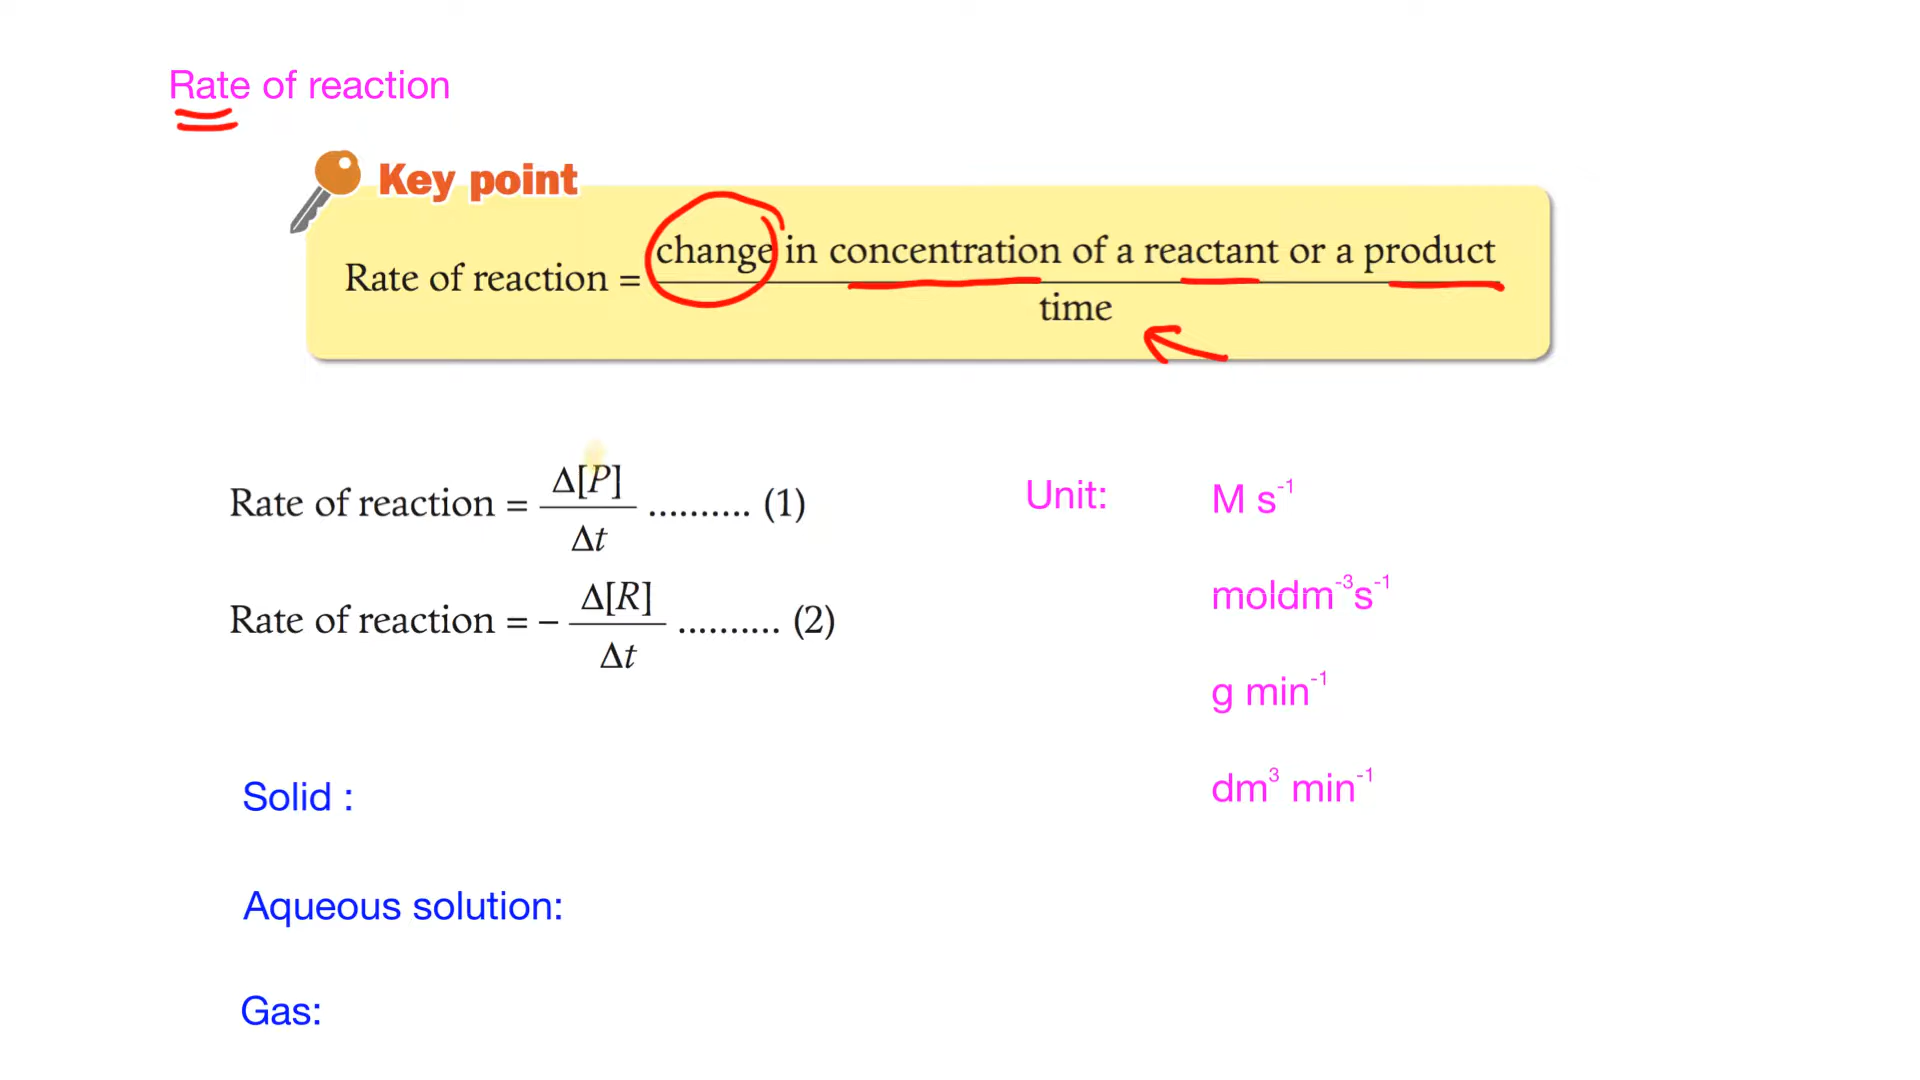 Rate of reaction
Key point
Rate of reaction = change in concentration of a reactant or a product / time
Rate of reaction = Δ[P] / Δt .......... (1)
Unit: M s⁻¹
moldm⁻³s⁻¹
Rate of reaction = – Δ[R] / Δt .......... (2)
g min⁻¹
Solid :
dm³ min⁻¹
Aqueous solution:
Gas: